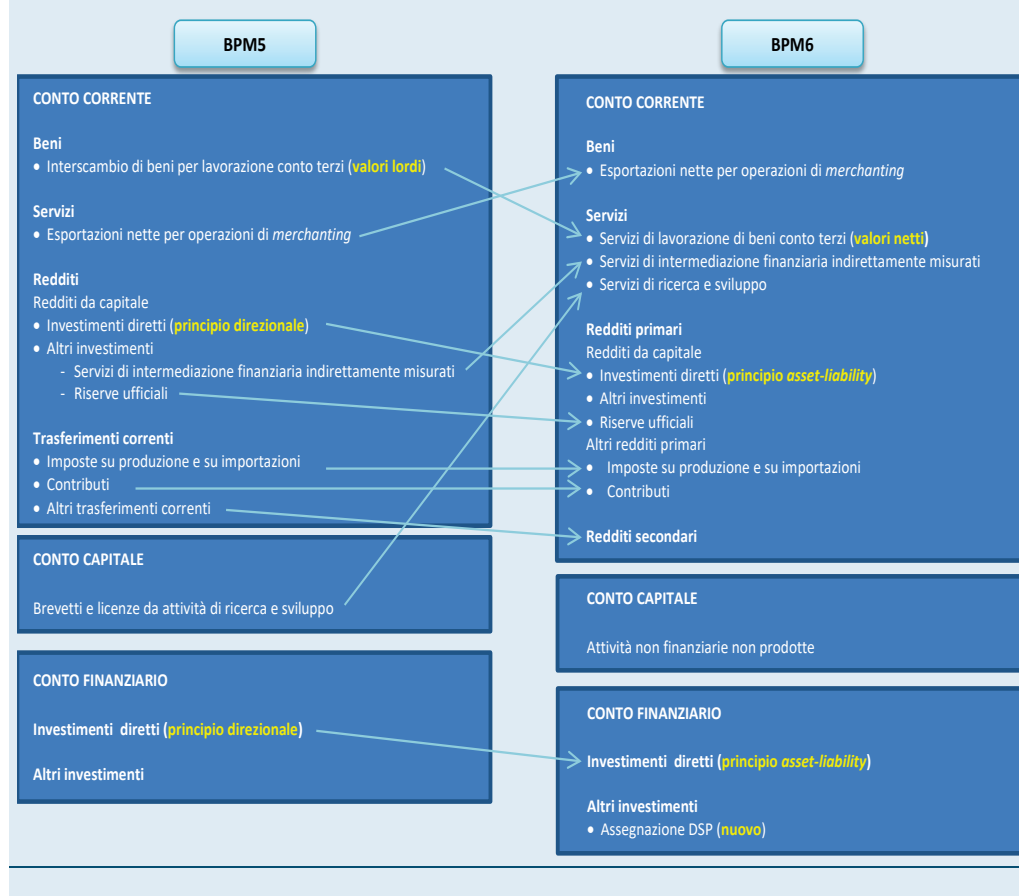 BPM5
CONTO CORRENTE
Beni
• Interscambio di beni per lavorazione conto terzi (valori lordi)
Servizi
• Esportazioni nette per operazioni di merchanting
Redditi
Redditi da capitale
• Investimenti diretti (principio direzionale)
• Altri investimenti
- Servizi di intermediazione finanziaria indirettamente misurati
- Riserve ufficiali
Trasferimenti correnti
• Imposte su produzione e su importazioni
• Contributi
• Altri trasferimenti correnti
CONTO CAPITALE
Brevetti e licenze da attività di ricerca e sviluppo
CONTO FINANZIARIO
Investimenti diretti (principio direzionale)
Altri investimenti
BPM6
CONTO CORRENTE
Beni
• Esportazioni nette per operazioni di merchanting
Servizi
• Servizi di lavorazione di beni conto terzi (valori netti)
• Servizi di intermediazione finanziaria indirettamente misurati
• Servizi di ricerca e sviluppo
Redditi primari
Redditi da capitale
• Investimenti diretti (principio asset-liability)
• Altri investimenti
• Riserve ufficiali
Altri redditi primari
• Imposte su produzione e su importazioni
• Contributi
Redditi secondari
CONTO CAPITALE
Attività non finanziarie non prodotte
CONTO FINANZIARIO
Investimenti diretti (principio asset-liability)
Altri investimenti
• Assegnazione DSP (nuovo)